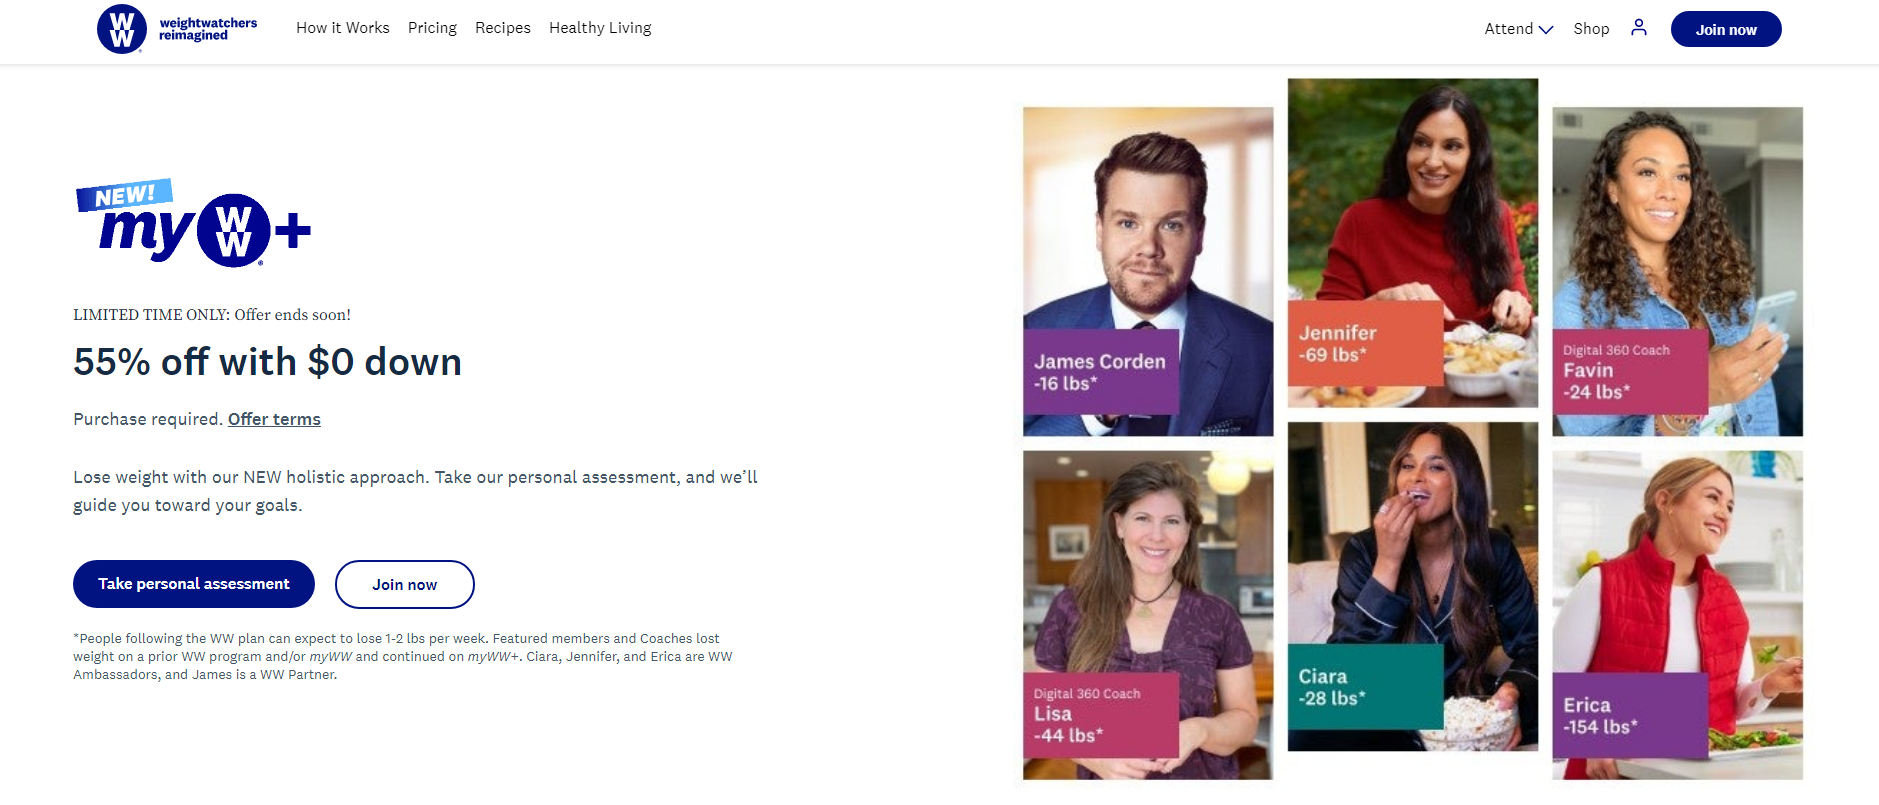 WW
weightwatchers
reimagined
How it Works
Pricing
Recipes
Healthy Living
Attend
Shop
Join now
NEW!
my WW +
LIMITED TIME ONLY: Offer ends soon!
55% off with $0 down
Purchase required. Offer terms
Lose weight with our NEW holistic approach. Take our personal assessment, and we’ll
guide you toward your goals.
Take personal assessment
Join now
*People following the WW plan can expect to lose 1-2 lbs per week. Featured members and Coaches lost
weight on a prior WW program and/or myWW and continued on myWW+. Ciara, Jennifer, and Erica are WW
Ambassadors, and James is a WW Partner.
James Corden
-16 lbs*
Jennifer
-69 lbs*
Digital 360 Coach
Favin
-24 lbs*
Digital 360 Coach
Lisa
-44 lbs*
Ciara
-28 lbs*
Erica
-154 lbs*